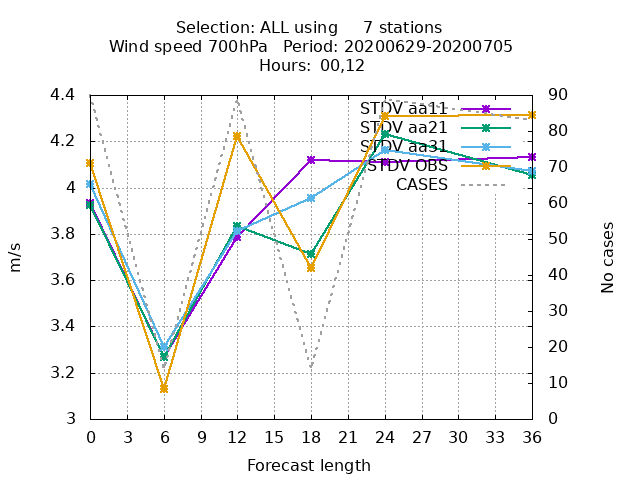 Selection: ALL using 7 stations
Wind speed 700hPa Period: 20200629-20200705
Hours: 00,12
4.4
4.2
4
3.8
3.6
3.4
3.2
3
m/s
90
80
70
60
50
40
30
20
10
0
No cases
STDV aa11
STDV aa21
STDV aa31
STDV OBS
CASES
0 3 6 9 12 15 18 21 24 27 30 33 36
Forecast length